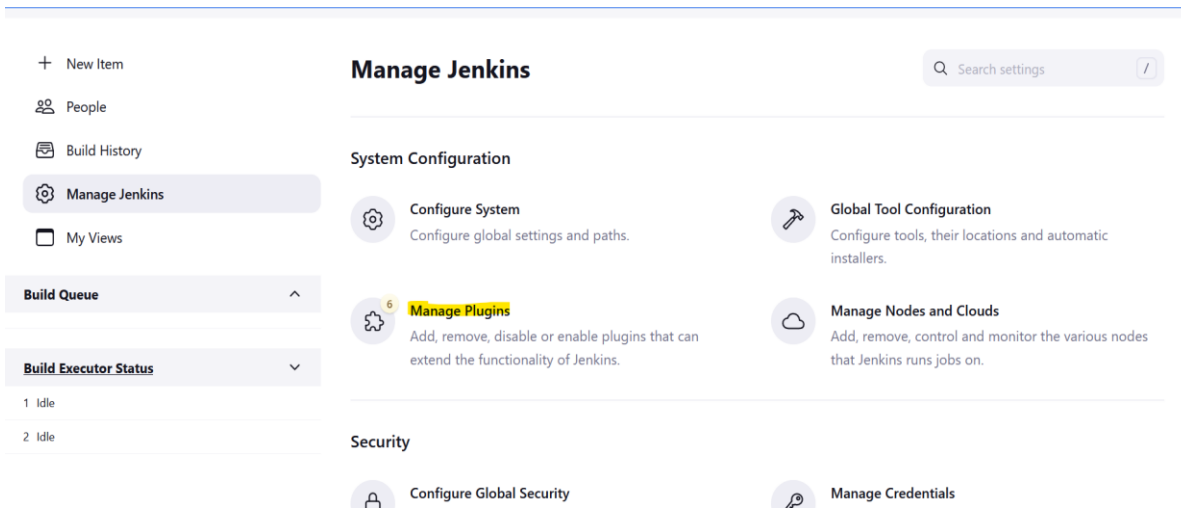 New Item
People
Build History
Manage Jenkins
My Views
Build Queue
Build Executor Status
1 Idle
2 Idle
Manage Jenkins
Search settings
/
System Configuration
Configure System
Configure global settings and paths.
Global Tool Configuration
Configure tools, their locations and automatic
installers.
6
Manage Plugins
Add, remove, disable or enable plugins that can
extend the functionality of Jenkins.
Manage Nodes and Clouds
Add, remove, control and monitor the various nodes
that Jenkins runs jobs on.
Security
Configure Global Security
Manage Credentials